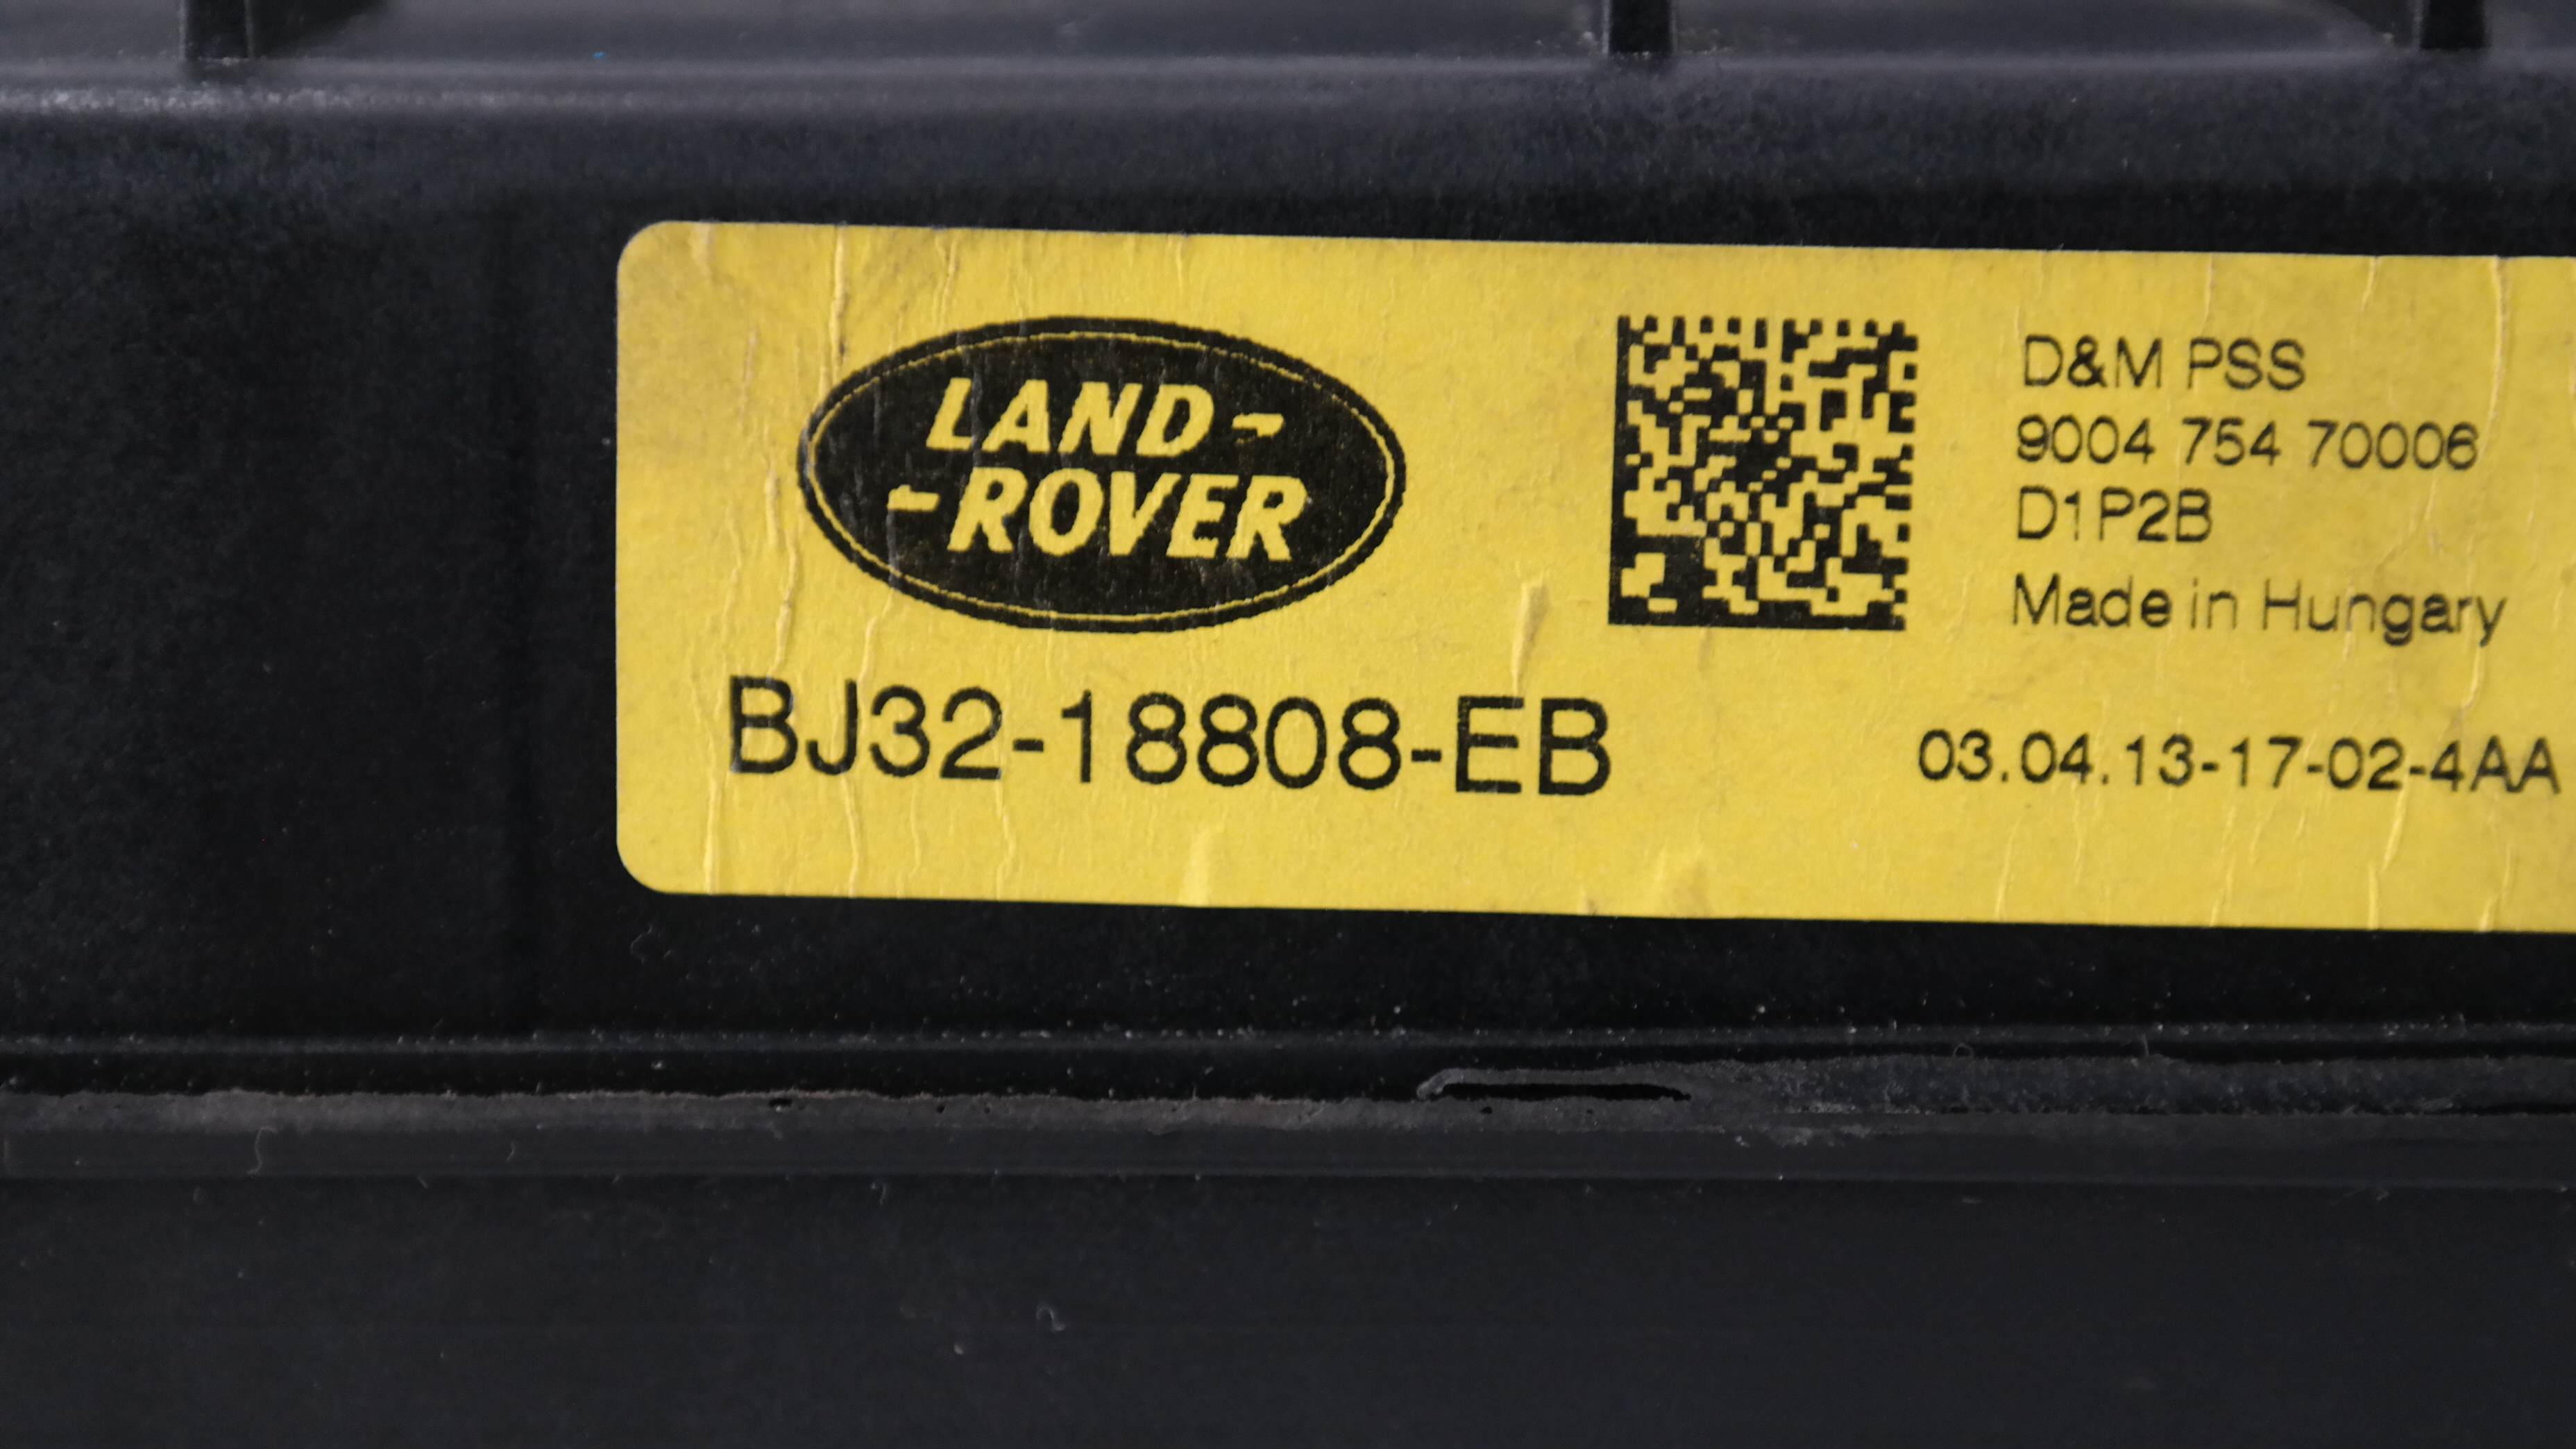 LAND-
-ROVER
D&M PSS
9004 754 70006
D1P2B
Made in Hungary
BJ32-18808-EB
03.04.13-17-02-4AA